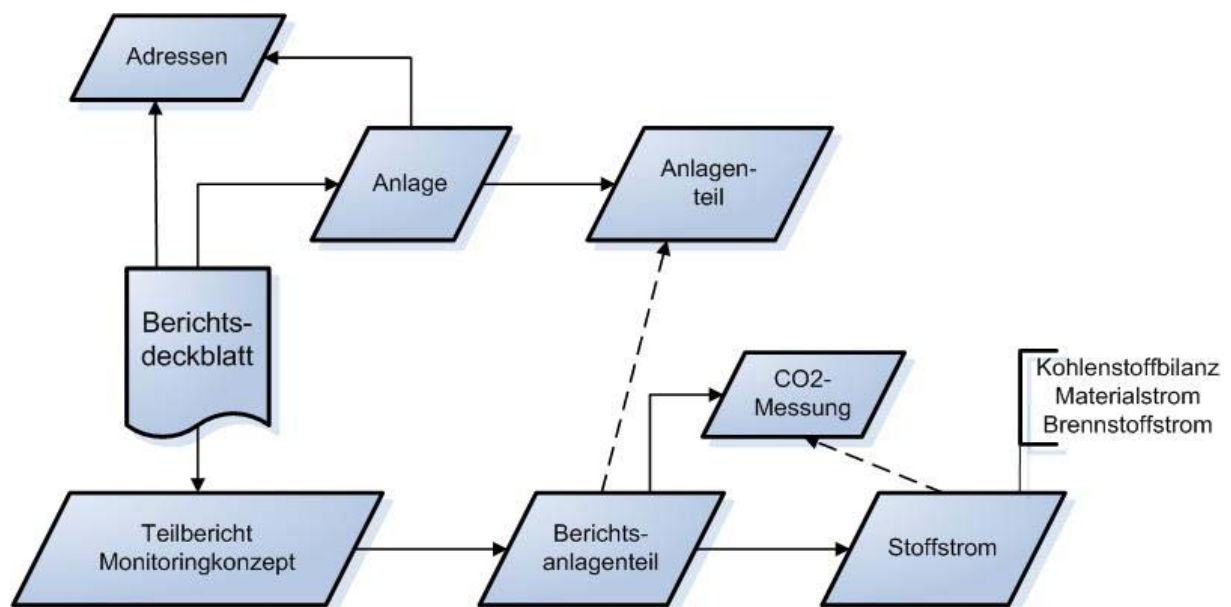 Adressen
Anlage
Anlagen-
teil
Berichts-
deckblatt
CO2-
Messung
Kohlenstoffbilanz
Materialstrom
Brennstoffstrom
Teilbericht
Monitoringkonzept
Berichts-
anlagenteil
Stoffstrom